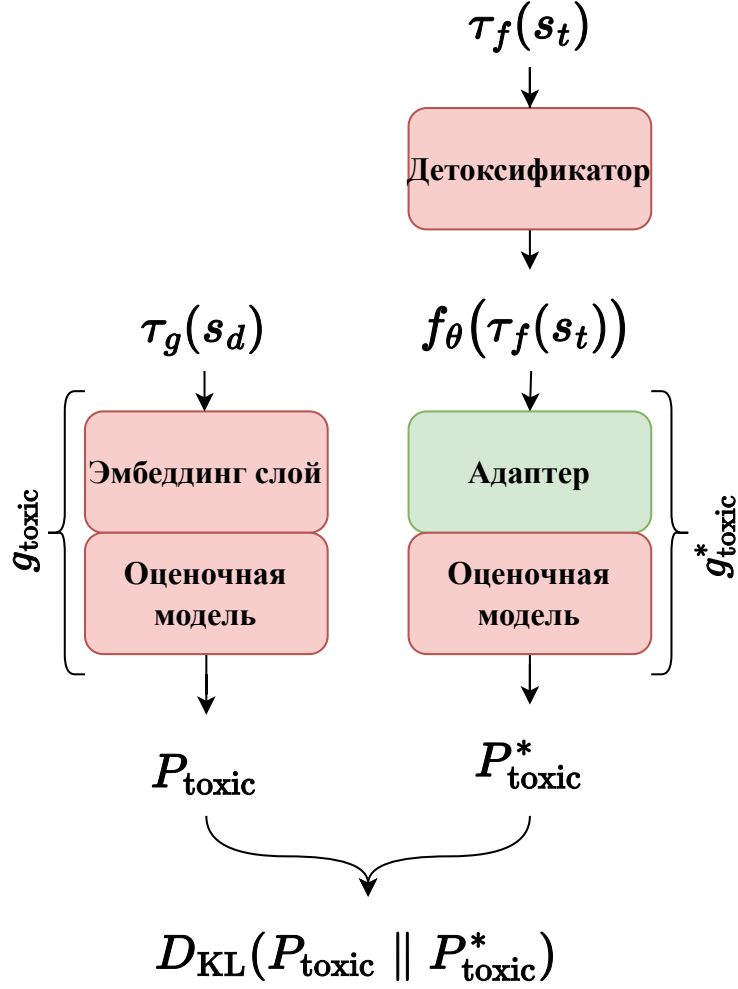 τ_f(s_t)
Детоксификатор
τ_g(s_d)
f_θ(τ_f(s_t))
g_toxic
Эмбеддинг слой
Оценочная
модель
Адаптер
Оценочная
модель
g*_toxic
P_toxic
P*_toxic
D_KL(P_toxic ∥ P*_toxic)